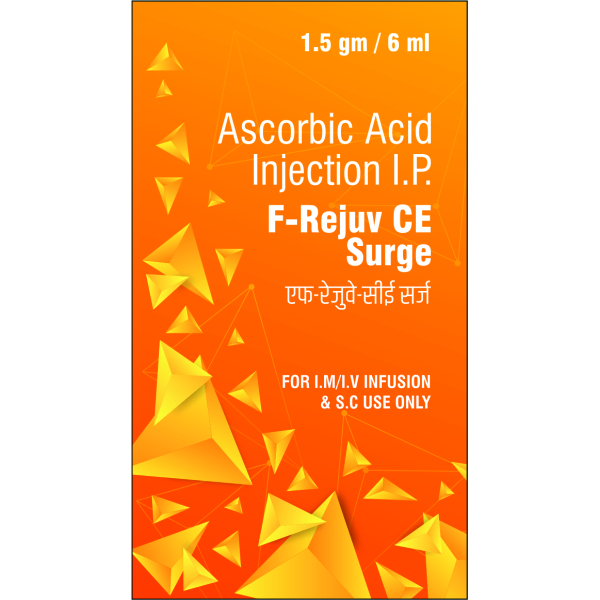 1.5 gm / 6 ml
Ascorbic Acid
Injection I.P.
F-Rejuv CE
Surge
एफ-रेजुवे-सीई सर्ज
FOR I.M/I.V INFUSION
& S.C USE ONLY